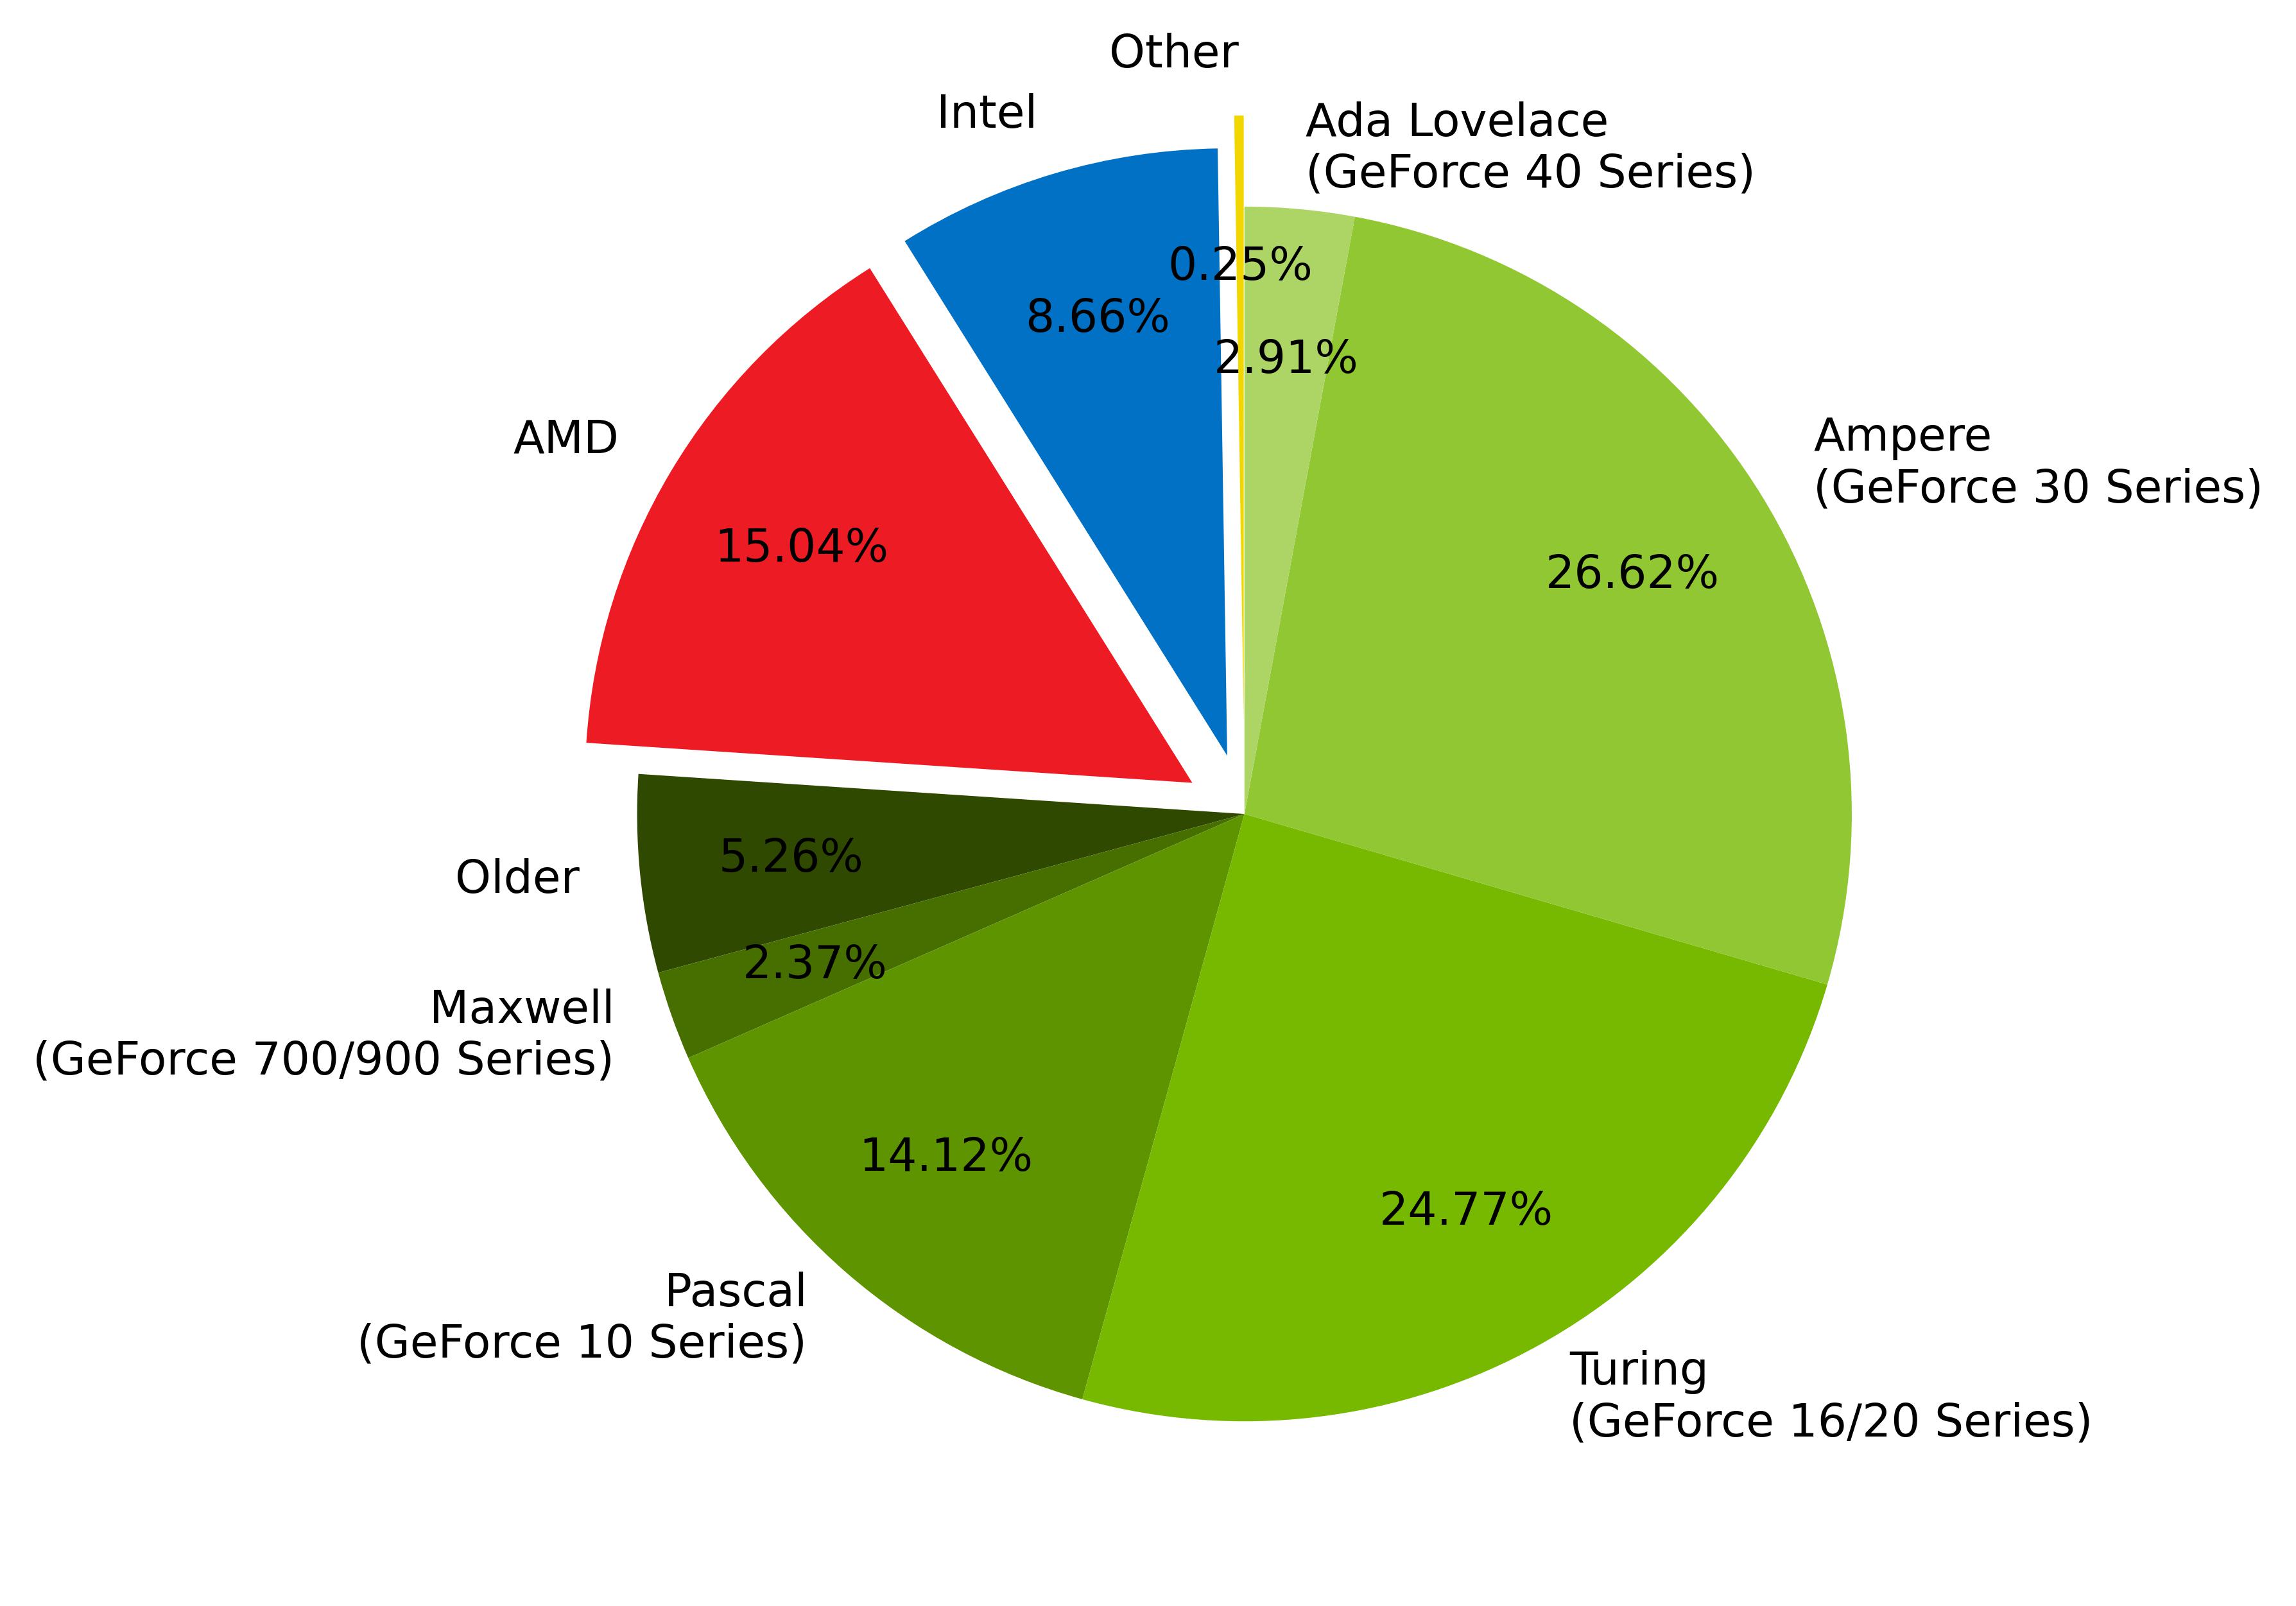 Other
Intel
Ada Lovelace
(GeForce 40 Series)
0.25%
8.66%
2.91%
AMD
Ampere
(GeForce 30 Series)
15.04%
26.62%
5.26%
Older
2.37%
Maxwell
(GeForce 700/900 Series)
14.12%
24.77%
Pascal
(GeForce 10 Series)
Turing
(GeForce 16/20 Series)